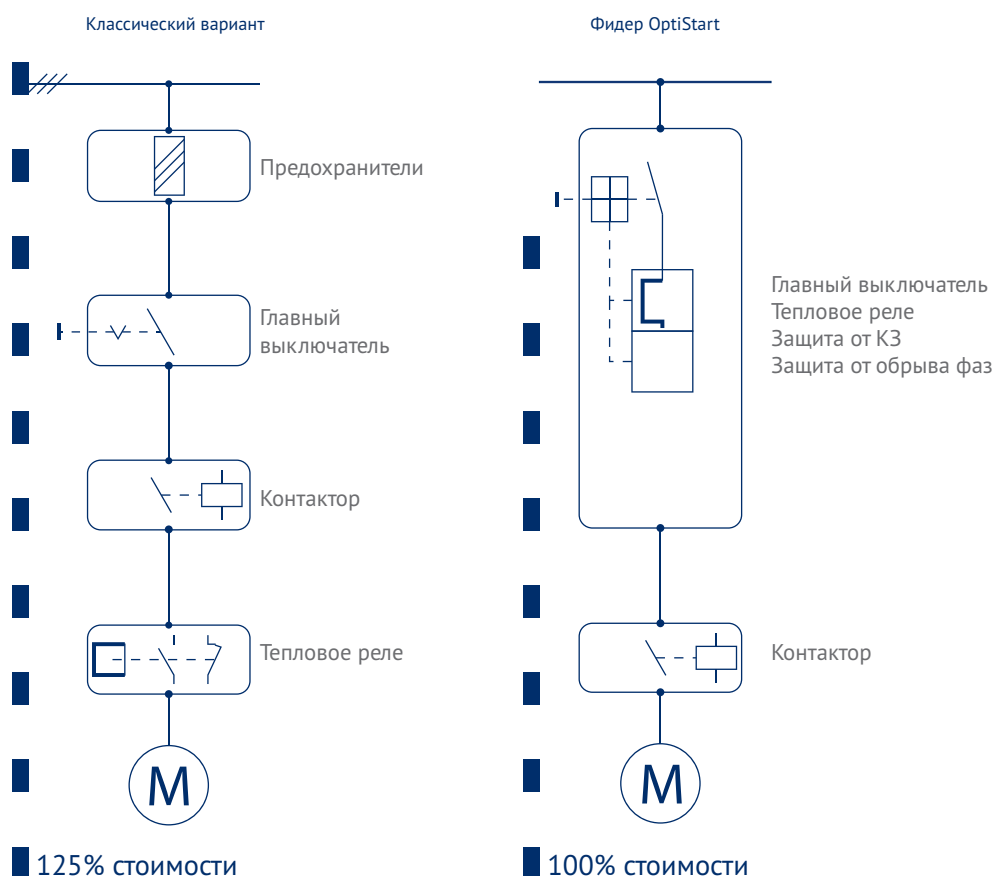 Классический вариант
Предохранители
Главный
выключатель
Контактор
Тепловое реле
M
125% стоимости
Фидер OptiStart
Главный выключатель
Тепловое реле
Защита от КЗ
Защита от обрыва фаз
Контактор
M
100% стоимости